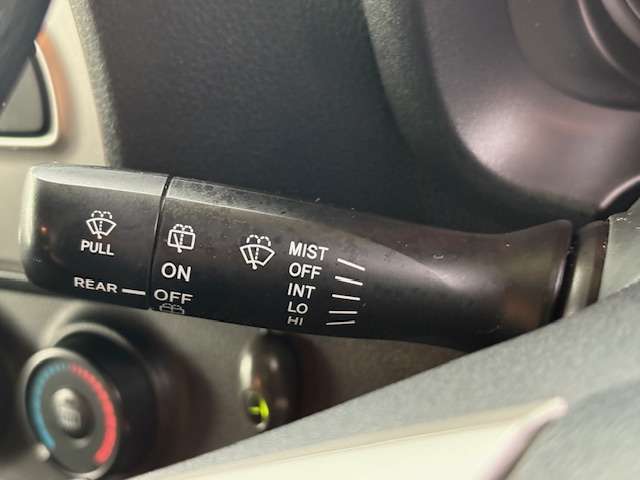 PULL
REAR
ON
OFF
MIST
OFF
INT
LO
HI